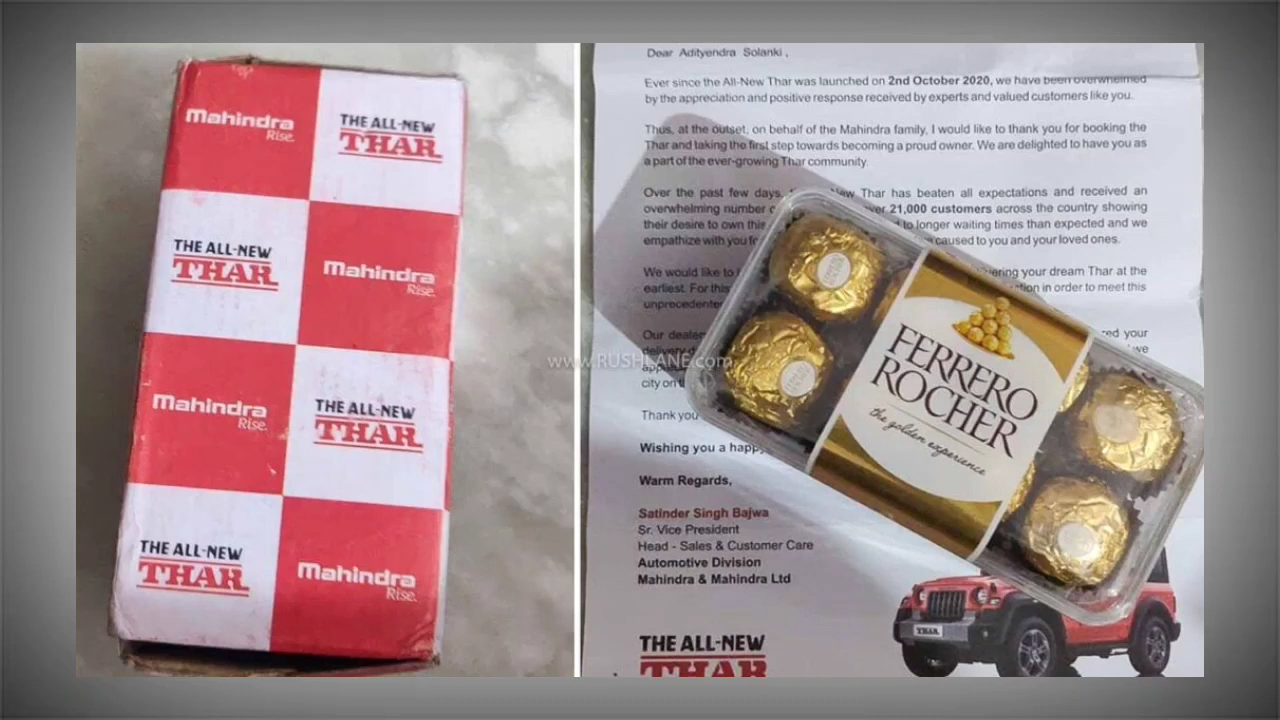 Mahindra
Rise.
THE ALL-NEW
THAR
THE ALL-NEW
THAR
Mahindra
Rise.
Mahindra
Rise.
THE ALL-NEW
THAR
THE ALL-NEW
THAR
Mahindra
Rise.
www.RUSHLANE.com
Dear Adityendra Solanki,
Ever since the All-New Thar was launched on 2nd October 2020, we have been overwhelmed
by the appreciation and positive response received by experts and valued customers like you.
Thus, at the outset, on behalf of the Mahindra family, I would like to thank you for booking the
Thar and taking the first step towards becoming a proud owner. We are delighted to have you as
a part of the ever-growing Thar community.
Over the past few days, New Thar has beaten all expectations and received an
overwhelming number 21,000 customers across the country showing
their desire to own this to longer waiting times than expected and we
empathize with you caused to you and your loved ones.
We would like to your dream Thar at the
earliest. For this in order to meet this
Our your
we
city on
Thank you
Wishing you a happy
Warm Regards,
Satinder Singh Bajwa
Sr. Vice President
Head - Sales & Customer Care
Automotive Division
Mahindra & Mahindra Ltd
THE ALL-NEW
THAR
FERRERO
ROCHER
the golden experience
THAR